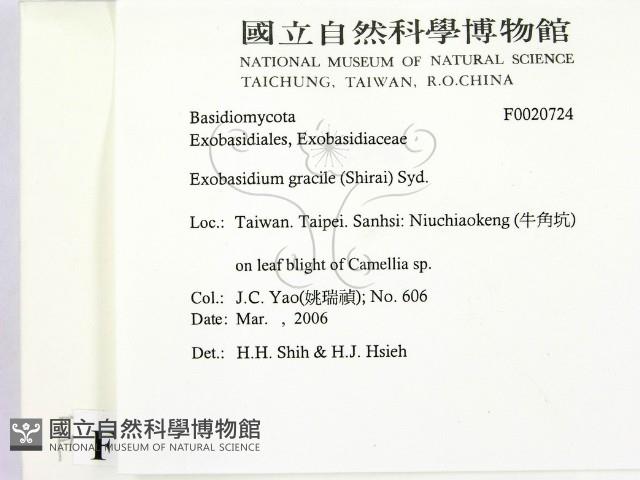 國立自然科學博物館
NATIONAL MUSEUM OF NATURAL SCIENCE
TAICHUNG, TAIWAN, R.O.CHINA
Basidiomycota F0020724
Exobasidiales, Exobasidiaceae
Exobasidium gracile (Shirai) Syd.
Loc.: Taiwan. Taipei. Sanhsi: Niuchiaokeng (牛角坑)
on leaf blight of Camellia sp.
Col.: J.C. Yao(姚瑞禎); No. 606
Date: Mar. , 2006
Det.: H.H. Shih & H.J. Hsieh
F
國立自然科學博物館
NATIONAL MUSEUM OF NATURAL SCIENCE